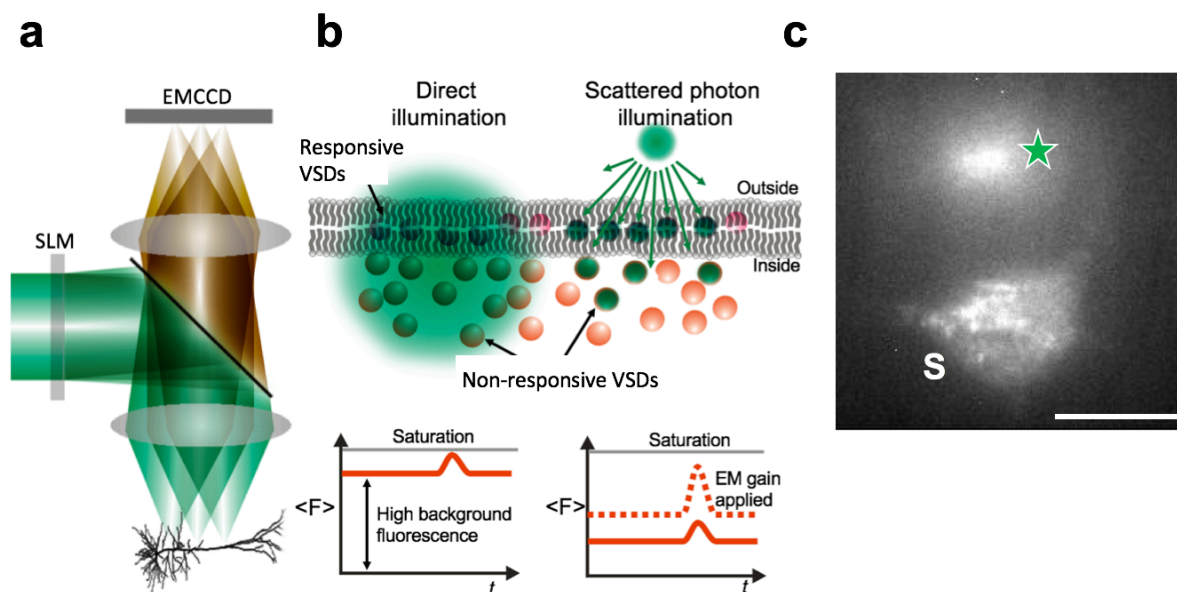 a
b
c
EMCCD
SLM
Direct
illumination
Scattered photon
illumination
Responsive
VSDs
Outside
Inside
Non-responsive VSDs
Saturation
<F>
High background
fluorescence
t
Saturation
<F>
EM gain
applied
t
S